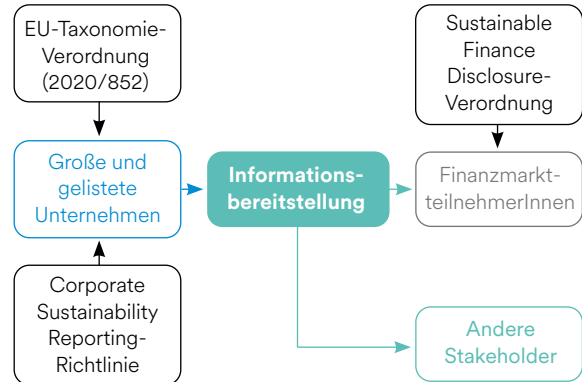 EU-Taxonomie-
Verordnung
(2020/852)
Sustainable
Finance
Disclosure-
Verordnung
Große und
gelistete
Unternehmen
Informations-
bereitstellung
Finanzmarkt-
teilnehmerInnen
Corporate
Sustainability
Reporting-
Richtlinie
Andere
Stakeholder